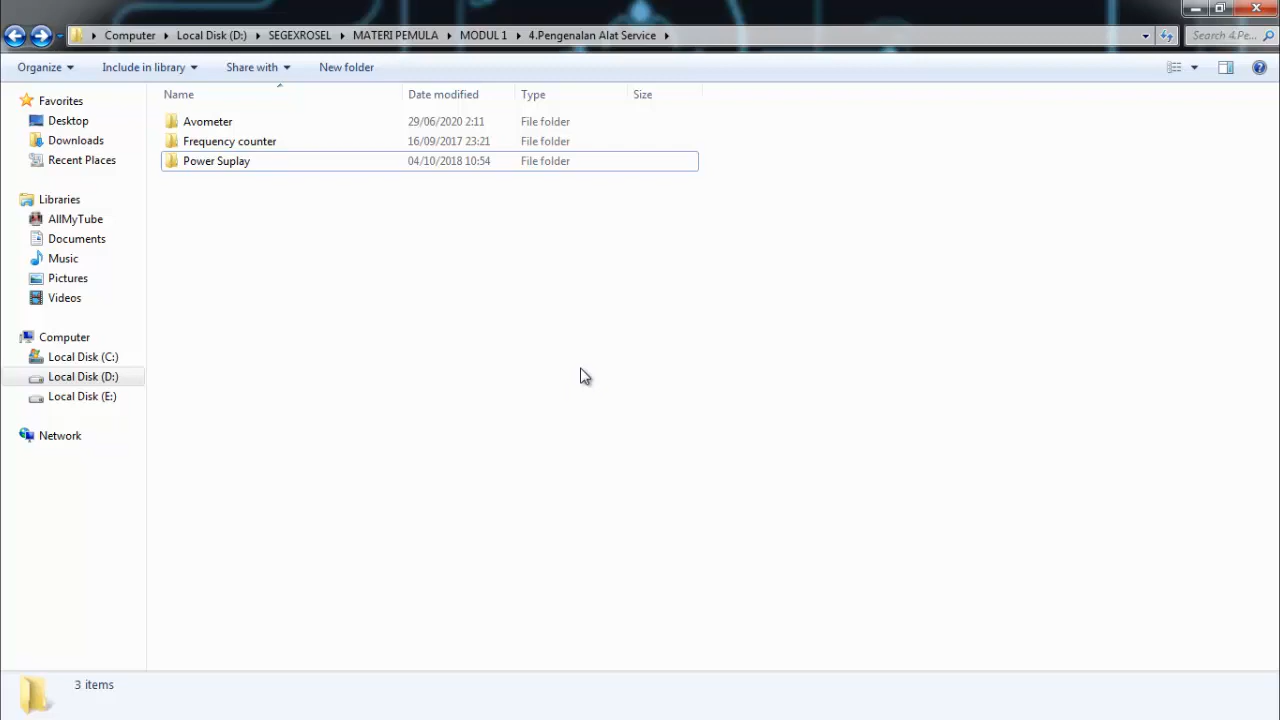 Computer Local Disk (D:) SEGEXROSEL MATERI PEMULA MODUL 1 4.Pengenalan Alat Service Search 4.Pe...
Organize Include in library Share with New folder
Name Date modified Type Size
Favorites
Desktop
Downloads
Recent Places
Libraries
AllMyTube
Documents
Music
Pictures
Videos
Computer
Local Disk (C:)
Local Disk (D:)
Local Disk (E:)
Network
Avometer 29/06/2020 2:11 File folder
Frequency counter 16/09/2017 23:21 File folder
Power Suplay 04/10/2018 10:54 File folder
3 items